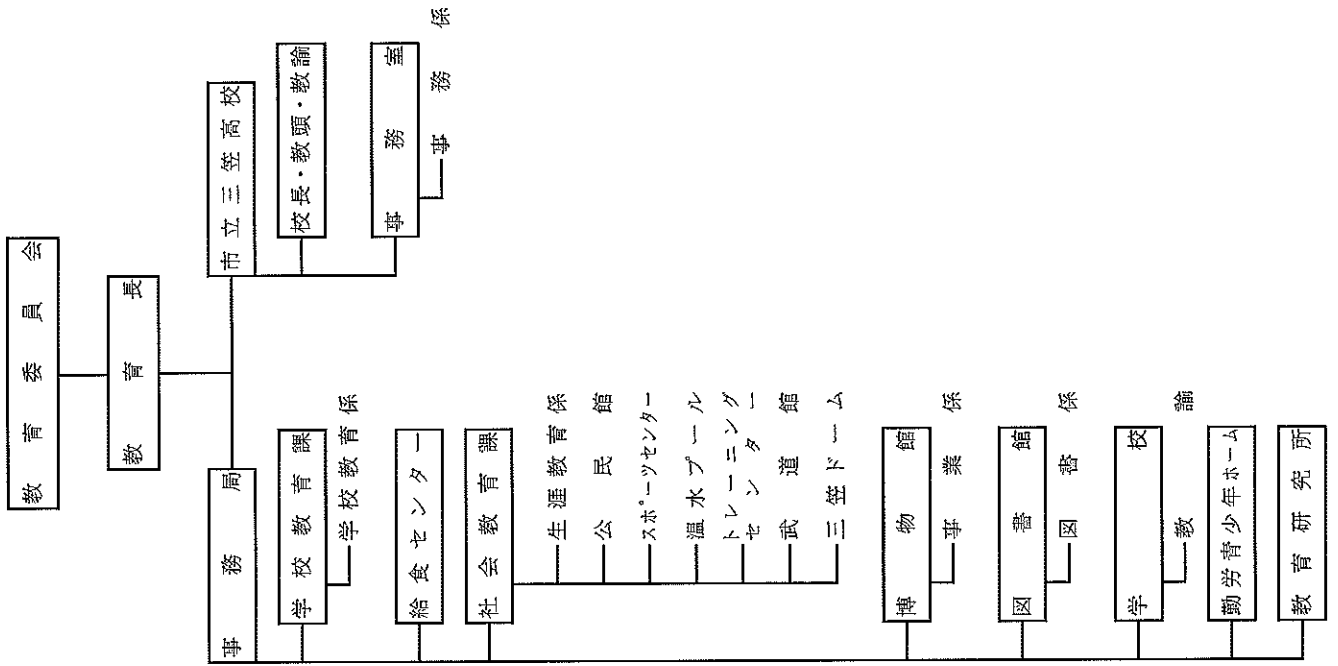 教育委員会
教育長
事務局
学校教育課
学校教育係
給食センター
社会教育課
生涯教育係
公民館
スポーツセンター
温水プール
トレーニング
センター
武道館
三笠ドーム
博物館
事業係
図書館
図書係
学校
教諭
勤労青少年ホーム
教育研究所
市立三笠高校
校長・教頭・教諭
事務室
事務係